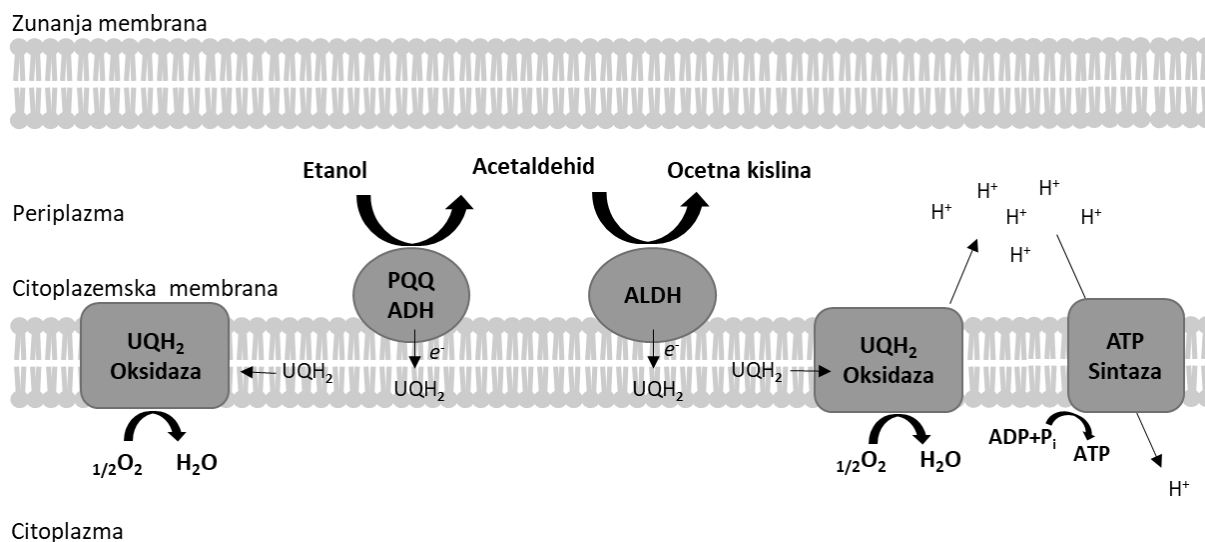 Zunanja membrana
Etanol
Acetaldehid
Ocetna kislina
Periplazma
H⁺
H⁺
H⁺
H⁺
H⁺
H⁺
Citoplazemska membrana
PQQ
ADH
ALDH
UQH₂
Oksidaza
UQH₂
e⁻
UQH₂
e⁻
UQH₂
UQH₂
UQH₂
Oksidaza
ATP
Sintaza
1/2O₂
H₂O
1/2O₂
H₂O
ADP+Pᵢ
ATP
H⁺
Citoplazma